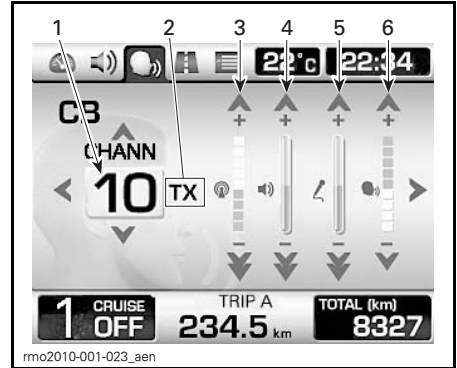 1 2 3 4 5 6
22°c 22:34
CB
CHANN
10 TX
+ + + +
- - - -
1 CRUISE OFF
TRIP A
234.5 km
TOTAL (km)
8327
rmo2010-001-023_aen